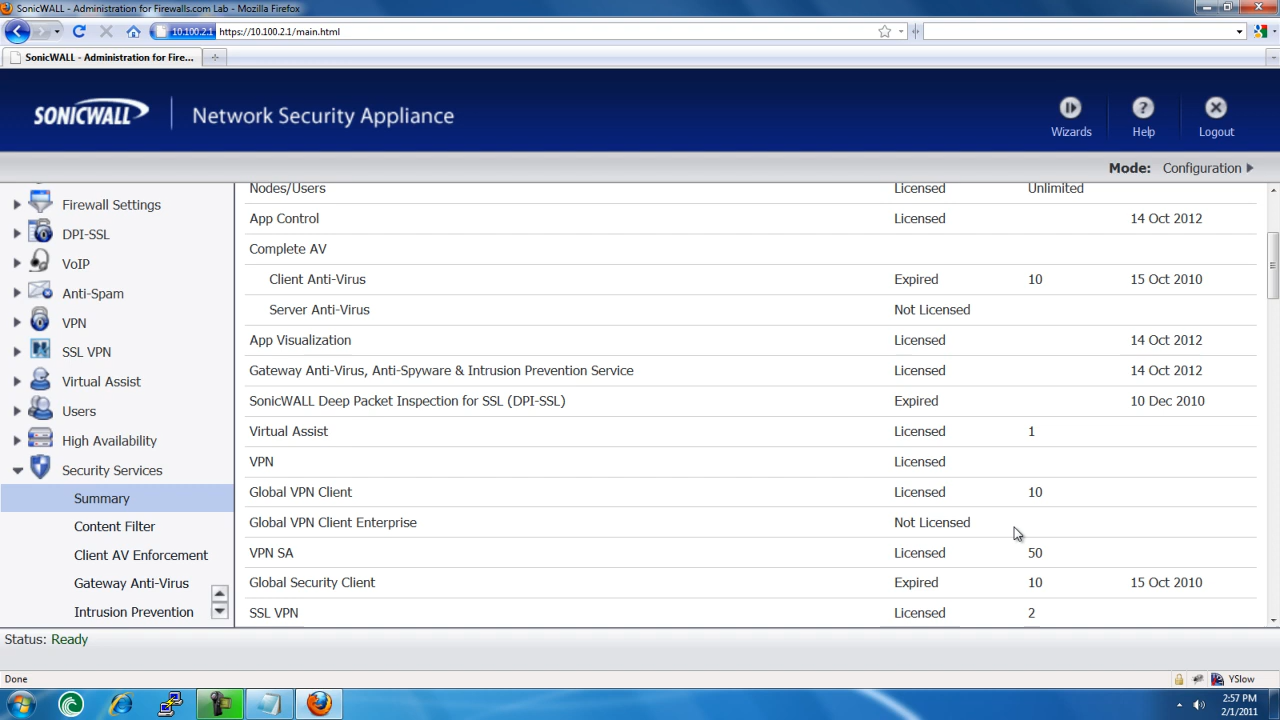 SonicWALL - Administration for Firewalls.com Lab - Mozilla Firefox
10.100.2.1 https://10.100.2.1/main.html
SonicWALL - Administration for Fire...
SONICWALL Network Security Appliance
Wizards Help Logout
Mode: Configuration
Nodes/Users Licensed Unlimited
Firewall Settings
App Control Licensed 14 Oct 2012
DPI-SSL
Complete AV
VoIP
Client Anti-Virus Expired 10 15 Oct 2010
Anti-Spam
Server Anti-Virus Not Licensed
VPN
App Visualization Licensed 14 Oct 2012
SSL VPN
Gateway Anti-Virus, Anti-Spyware & Intrusion Prevention Service Licensed 14 Oct 2012
Virtual Assist
SonicWALL Deep Packet Inspection for SSL (DPI-SSL) Expired 10 Dec 2010
Users
Virtual Assist Licensed 1
High Availability
VPN Licensed
Security Services
Global VPN Client Licensed 10
Summary
Global VPN Client Enterprise Not Licensed
Content Filter
VPN SA Licensed 50
Client AV Enforcement
Global Security Client Expired 10 15 Oct 2010
Gateway Anti-Virus
SSL VPN Licensed 2
Intrusion Prevention
Status: Ready
Done YSlow
2:57 PM
2/1/2011